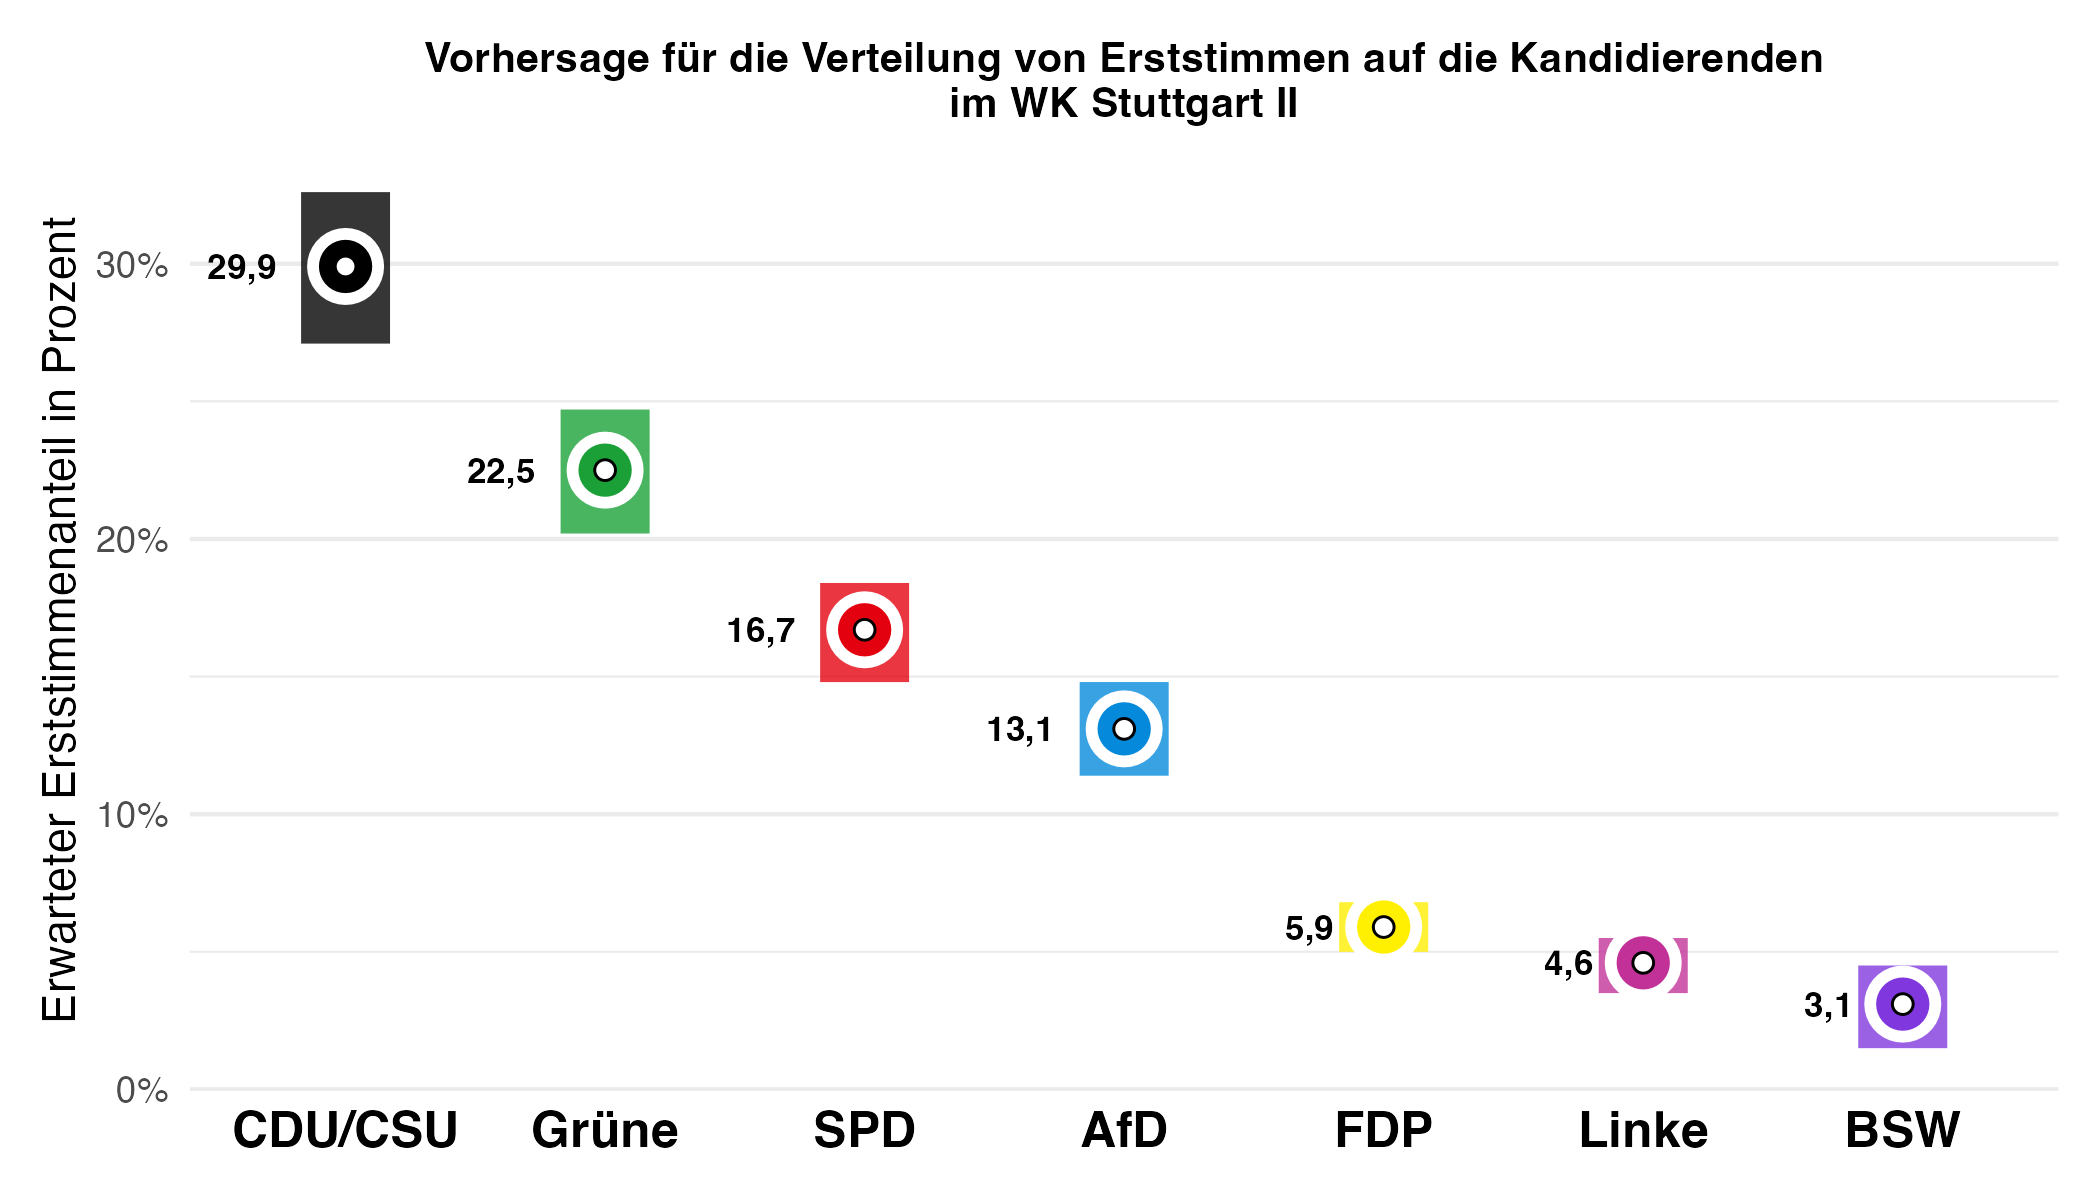 Vorhersage für die Verteilung von Erststimmen auf die Kandidierenden
im WK Stuttgart II
Erwarteter Erststimmenanteil in Prozent
30%
20%
10%
0%
29,9
22,5
16,7
13,1
5,9
4,6
3,1
CDU/CSU
Grüne
SPD
AfD
FDP
Linke
BSW